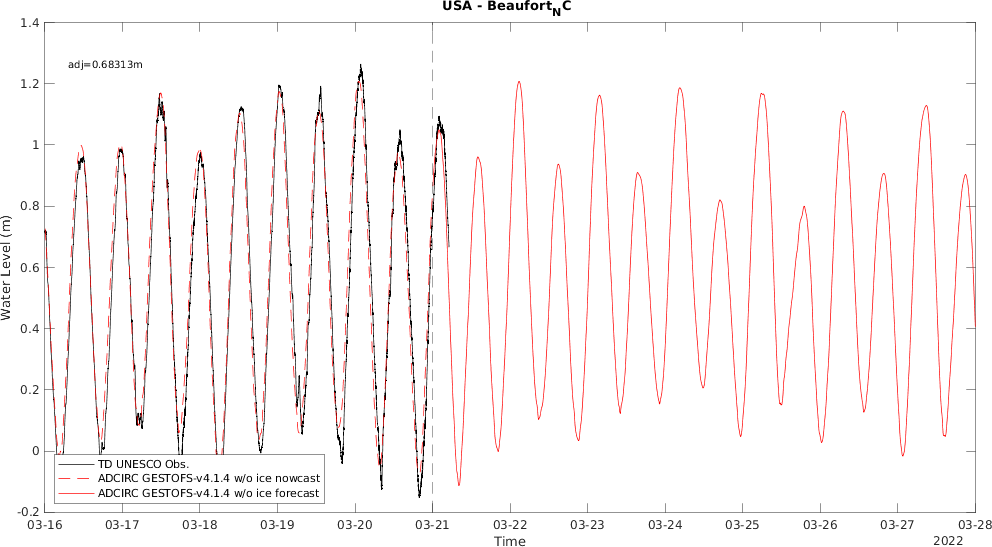 USA - Beaufort_NC
1.4
1.2
1
0.8
0.6
0.4
0.2
0
-0.2
Water Level (m)
adj=0.68313m
TD UNESCO Obs.
ADCIRC GESTOFS-v4.1.4 w/o ice nowcast
ADCIRC GESTOFS-v4.1.4 w/o ice forecast
03-16 03-17 03-18 03-19 03-20 03-21 03-22 03-23 03-24 03-25 03-26 03-27 03-28
Time
2022